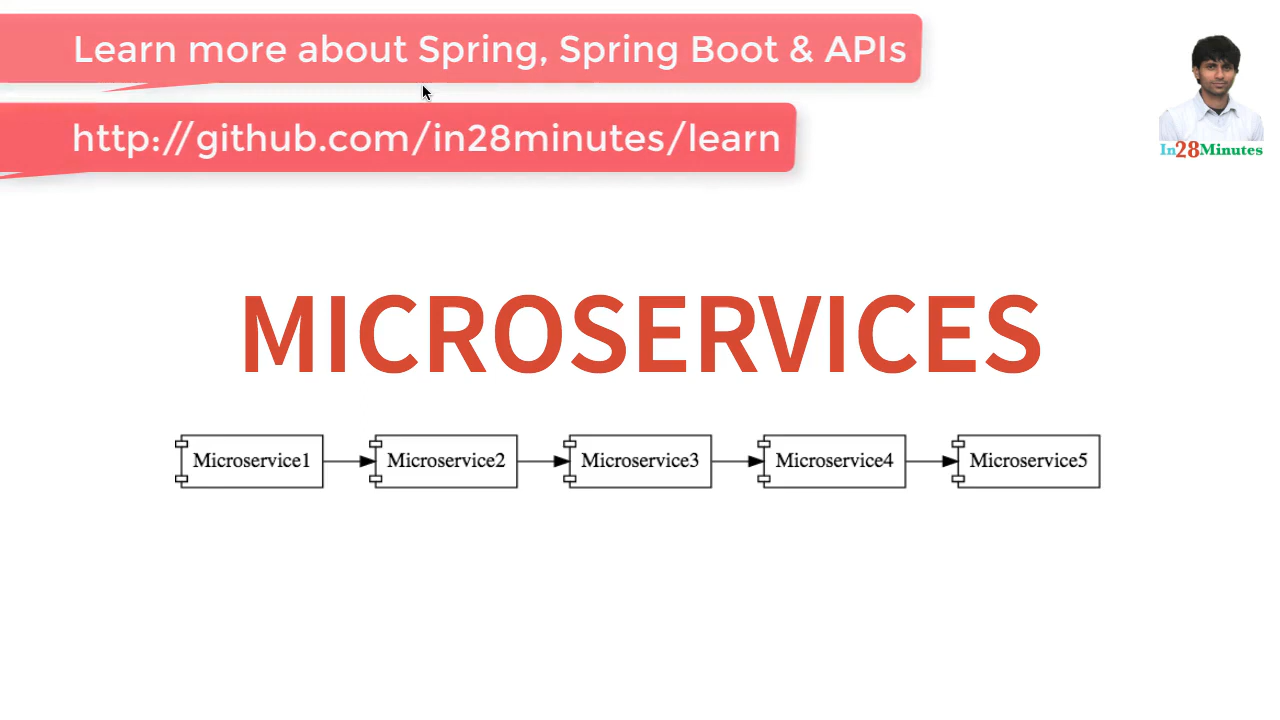 Learn more about Spring, Spring Boot & APIs
http://github.com/in28minutes/learn
In28Minutes
MICROSERVICES
Microservice1
Microservice2
Microservice3
Microservice4
Microservice5